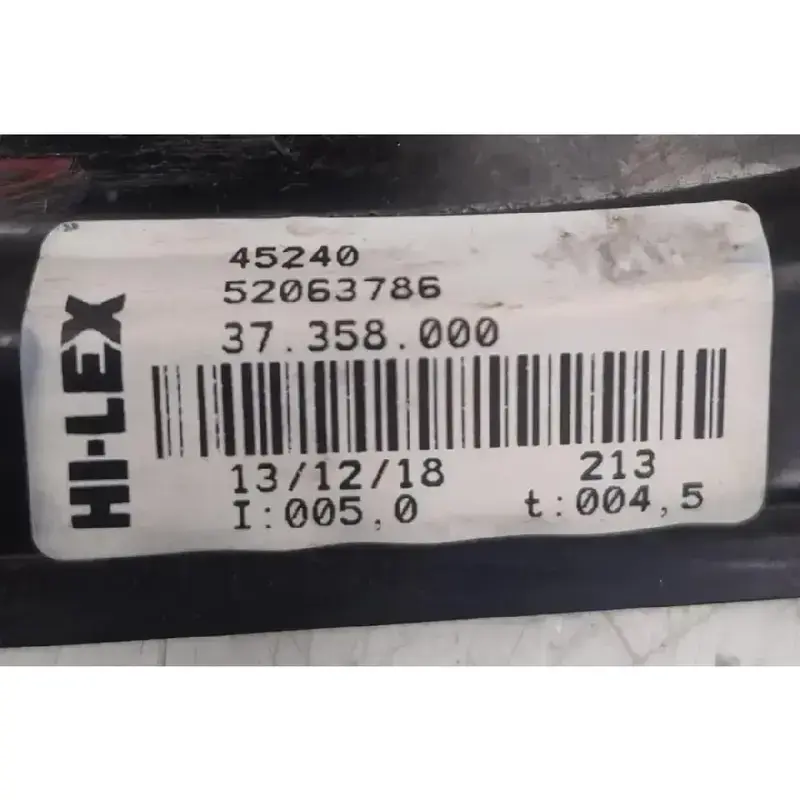 HI-LEX
45240
52063786
37.358.000
13/12/18 213
I:005,0 t:004,5